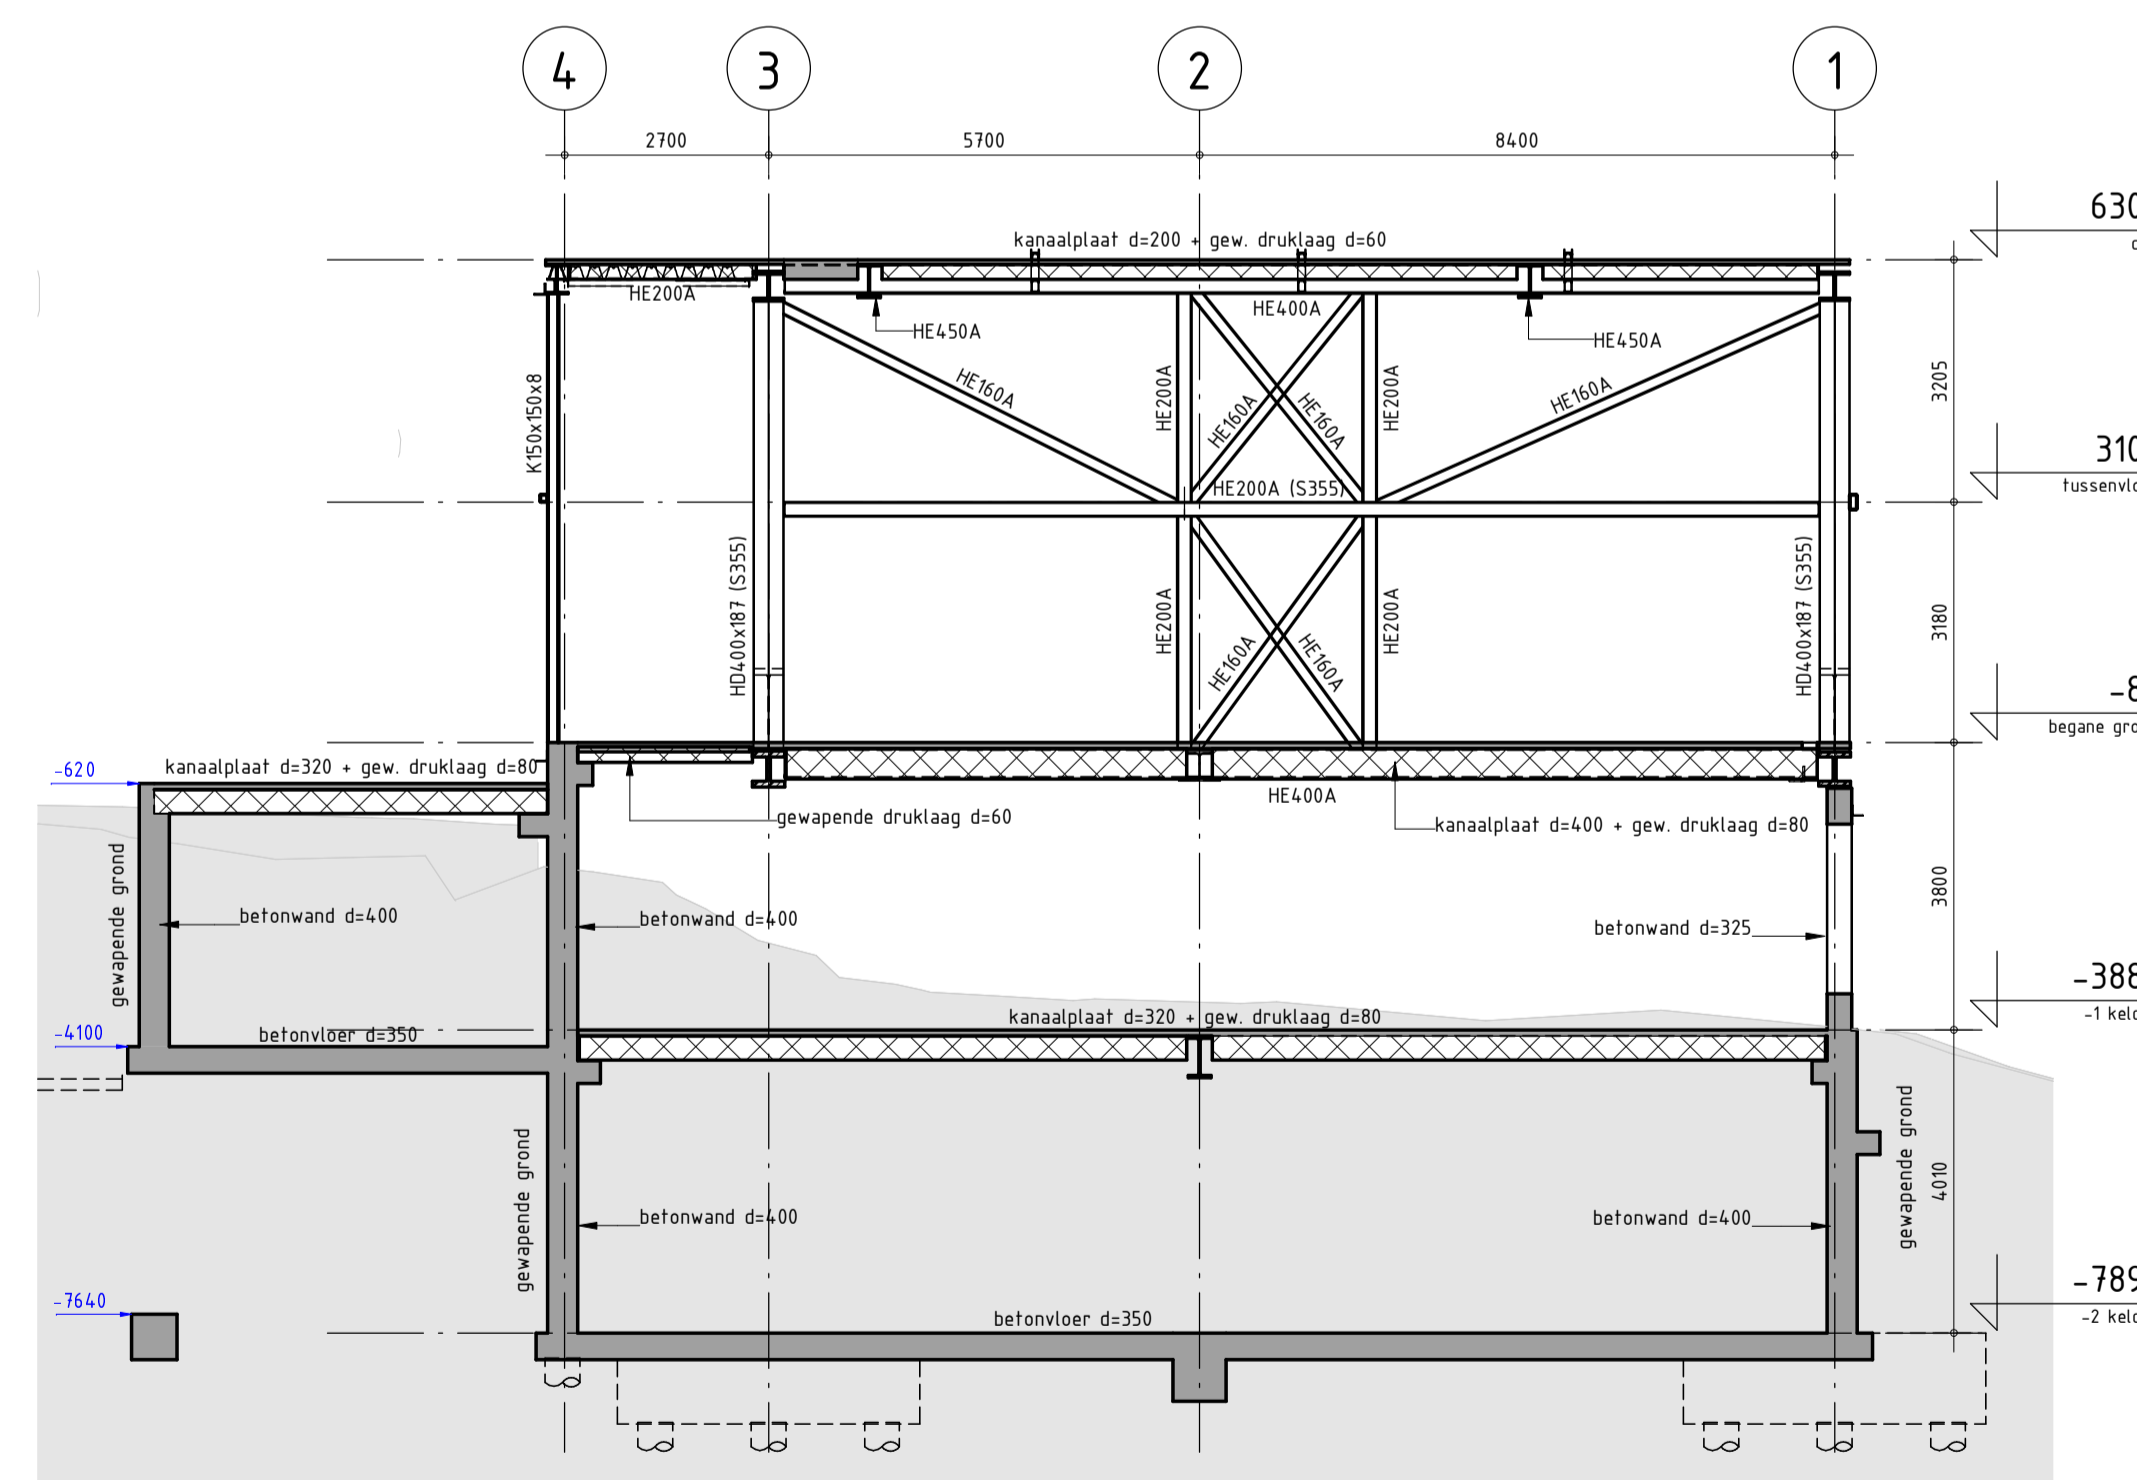 4 3 2 1
2700 5700 8400
630
kanaalplaat d=200 + gew. druklaag d=60
HE200A
HE400A
HE450A
HE450A
K150x150x8
HE160A
HE200A
HE160A
HE160A
HE200A
HE160A
3205
310
tussenvlo
HE200A (S355)
HD400x187 (S355)
HE200A
HE160A
HE160A
HE200A
HD400x187 (S355)
3180
-8
begane gro
-620
kanaalplaat d=320 + gew. druklaag d=80
HE400A
gewapende druklaag d=60
kanaalplaat d=400 + gew. druklaag d=80
gewapende grond
betonwand d=400
betonwand d=400
betonwand d=325
3800
-388
-1 keld
-4100
betonvloer d=350
kanaalplaat d=320 + gew. druklaag d=80
gewapende grond
betonwand d=400
betonwand d=400
gewapende grond
4010
-789
-2 keld
-7640
betonvloer d=350